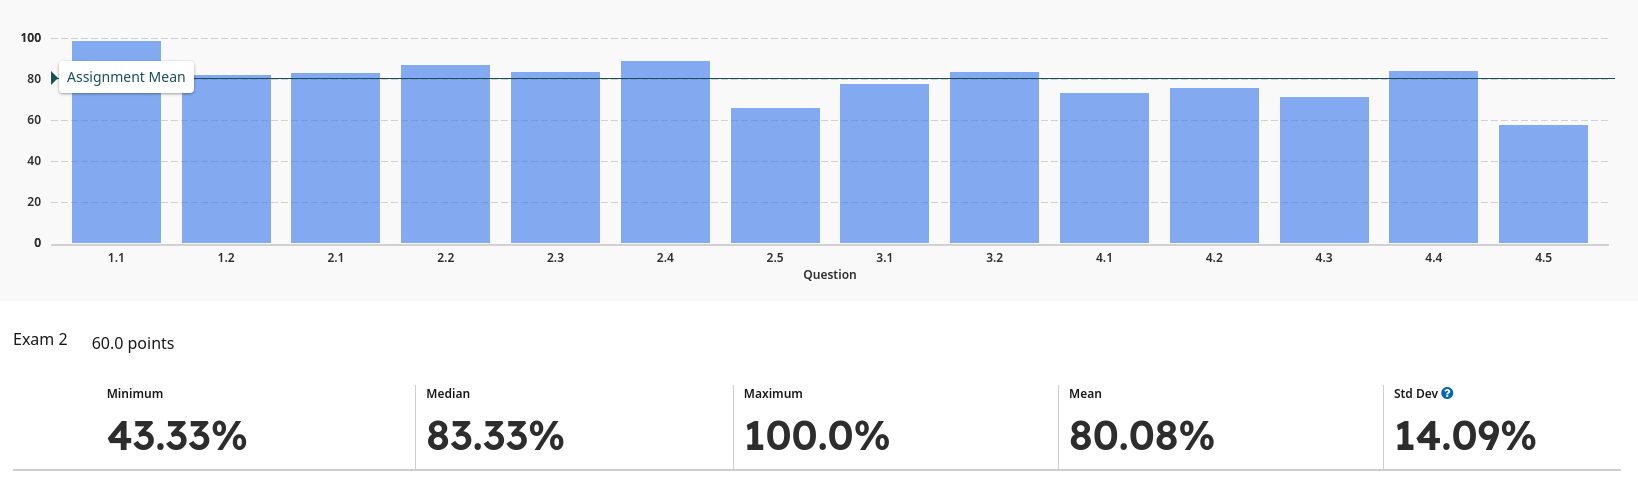 100
80
60
40
20
0
Assignment Mean
1.1 1.2 2.1 2.2 2.3 2.4 2.5 3.1 3.2 4.1 4.2 4.3 4.4 4.5
Question
Exam 2 60.0 points
Minimum Median Maximum Mean Std Dev ?
43.33% 83.33% 100.0% 80.08% 14.09%